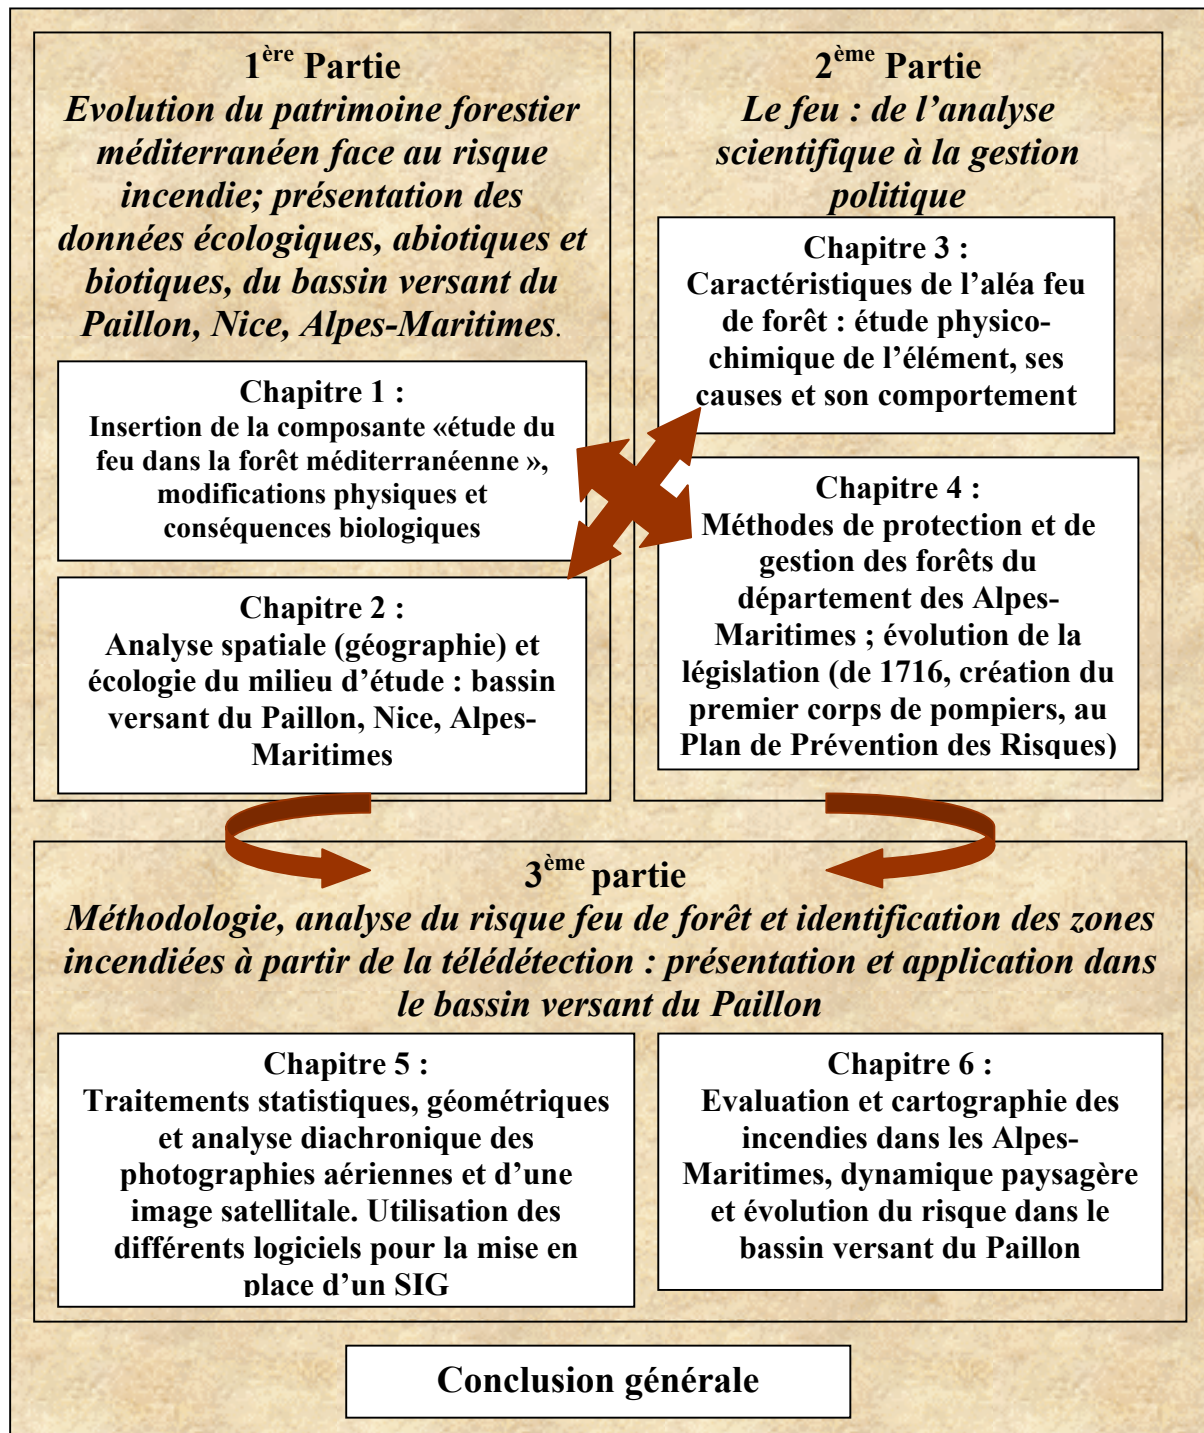 1ère Partie
Evolution du patrimoine forestier
méditerranéen face au risque
incendie; présentation des
données écologiques, abiotiques et
biotiques, du bassin versant du
Paillon, Nice, Alpes-Maritimes.
Chapitre 1 :
Insertion de la composante «étude du
feu dans la forêt méditerranéenne »,
modifications physiques et
conséquences biologiques
Chapitre 2 :
Analyse spatiale (géographie) et
écologie du milieu d’étude : bassin
versant du Paillon, Nice, Alpes-
Maritimes
2ème Partie
Le feu : de l’analyse
scientifique à la gestion
politique
Chapitre 3 :
Caractéristiques de l’aléa feu
de forêt : étude physico-
chimique de l’élément, ses
causes et son comportement
Chapitre 4 :
Méthodes de protection et de
gestion des forêts du
département des Alpes-
Maritimes ; évolution de la
législation (de 1716, création du
premier corps de pompiers, au
Plan de Prévention des Risques)
3ème partie
Méthodologie, analyse du risque feu de forêt et identification des zones
incendiées à partir de la télédétection : présentation et application dans
le bassin versant du Paillon
Chapitre 5 :
Traitements statistiques, géométriques
et analyse diachronique des
photographies aériennes et d’une
image satellitale. Utilisation des
différents logiciels pour la mise en
place d’un SIG
Chapitre 6 :
Evaluation et cartographie des
incendies dans les Alpes-
Maritimes, dynamique paysagère
et évolution du risque dans le
bassin versant du Paillon
Conclusion générale